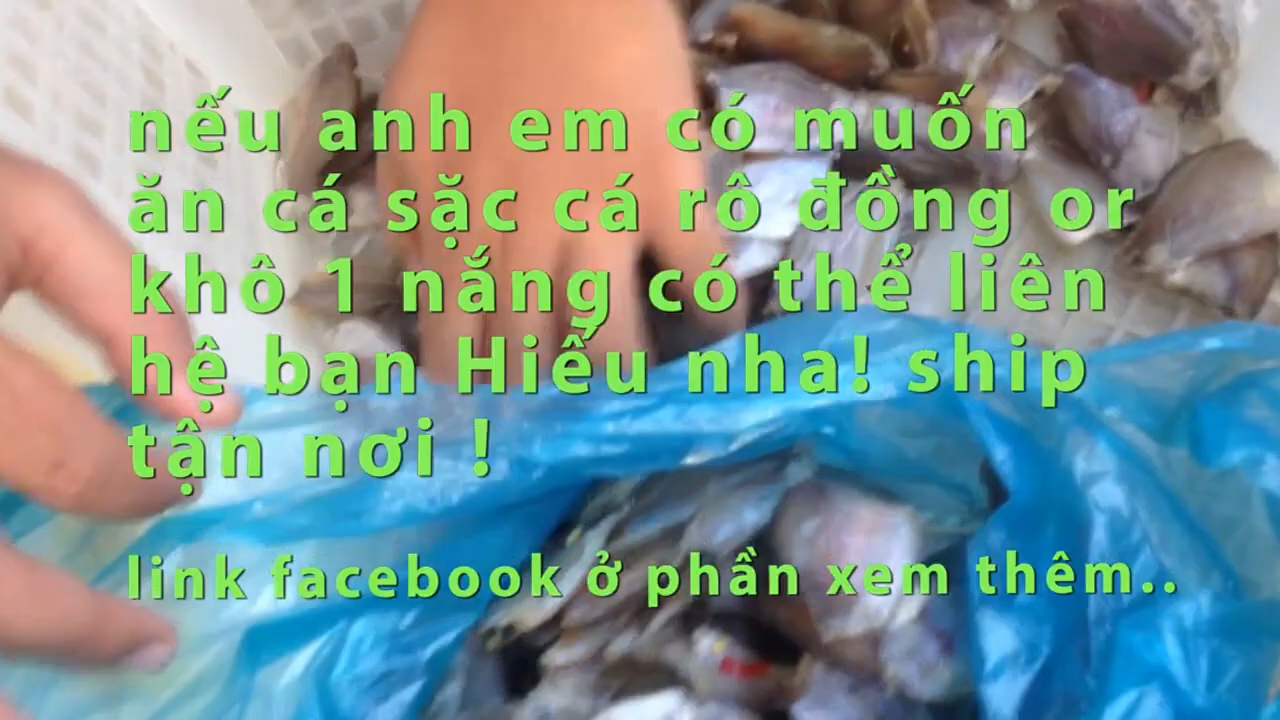 nếu anh em có muốn
ăn cá sặc cá rô đồng or
khô 1 nắng có thể liên
hệ bạn Hiếu nha! ship
tận nơi !
link facebook ở phần xem thêm..